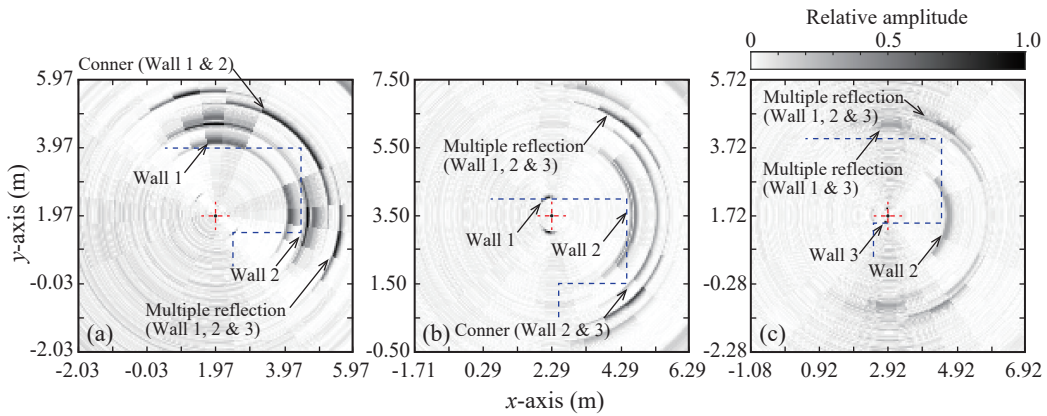 Relative amplitude
0 0.5 1.0
Conner (Wall 1 & 2)
5.97
3.97
1.97
-0.03
-2.03
y-axis (m)
Wall 1
Wall 2
Multiple reflection
(Wall 1, 2 & 3)
(a)
-2.03 -0.03 1.97 3.97 5.97
7.50
5.50
3.50
1.50
-0.50
Multiple reflection
(Wall 1, 2 & 3)
Wall 1
Wall 2
Conner (Wall 2 & 3)
(b)
-1.71 0.29 2.29 4.29 6.29
x-axis (m)
5.72
3.72
1.72
-0.28
-2.28
Multiple reflection
(Wall 1, 2 & 3)
Multiple reflection
(Wall 1 & 3)
Wall 3
Wall 2
(c)
-1.08 0.92 2.92 4.92 6.92